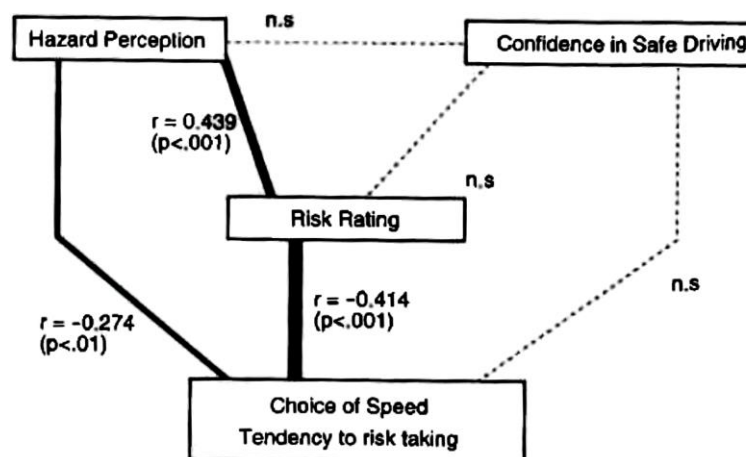 n.s
Hazard Perception
Confidence in Safe Driving
r = 0.439
(p<.001)
n.s
Risk Rating
n.s
r = -0.414
(p<.001)
r = -0.274
(p<.01)
Choice of Speed
Tendency to risk taking